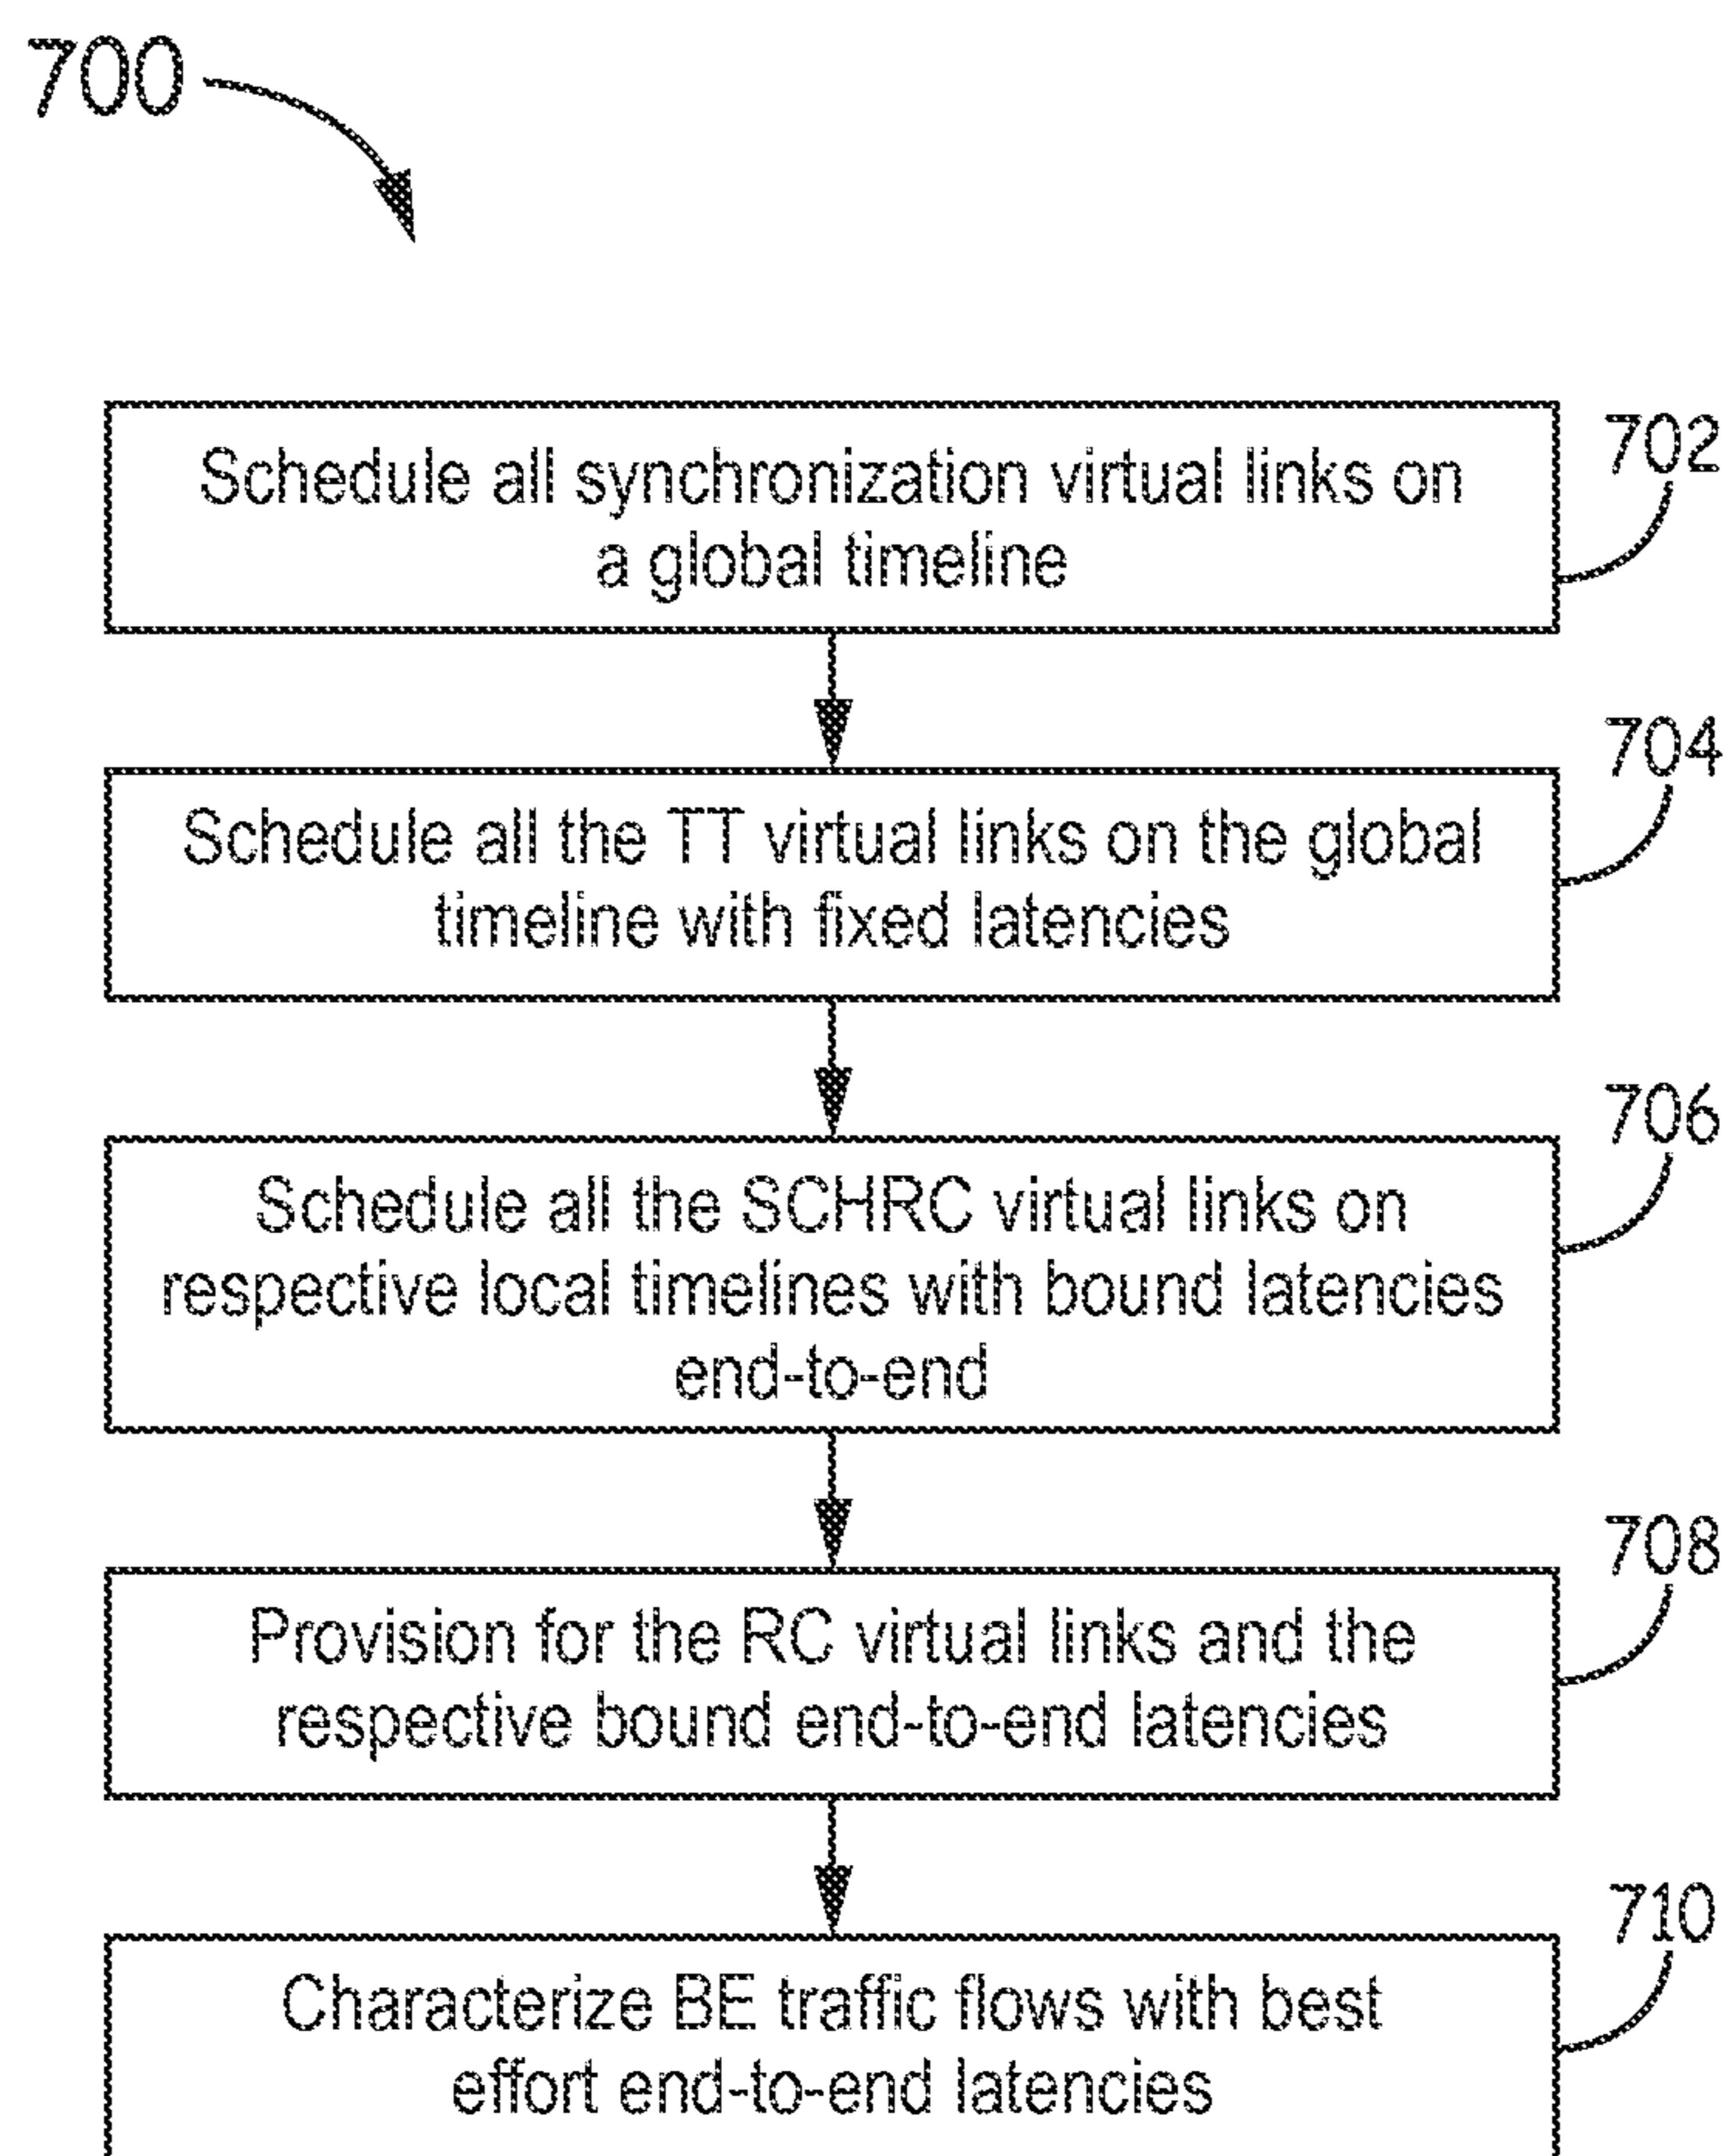 700
702
Schedule all synchronization virtual links on
a global timeline
704
Schedule all the TT virtual links on the global
timeline with fixed latencies
706
Schedule all the SCHRC virtual links on
respective local timelines with bound latencies
end-to-end
708
Provision for the RC virtual links and the
respective bound end-to-end latencies
710
Characterize BE traffic flows with best
effort end-to-end latencies